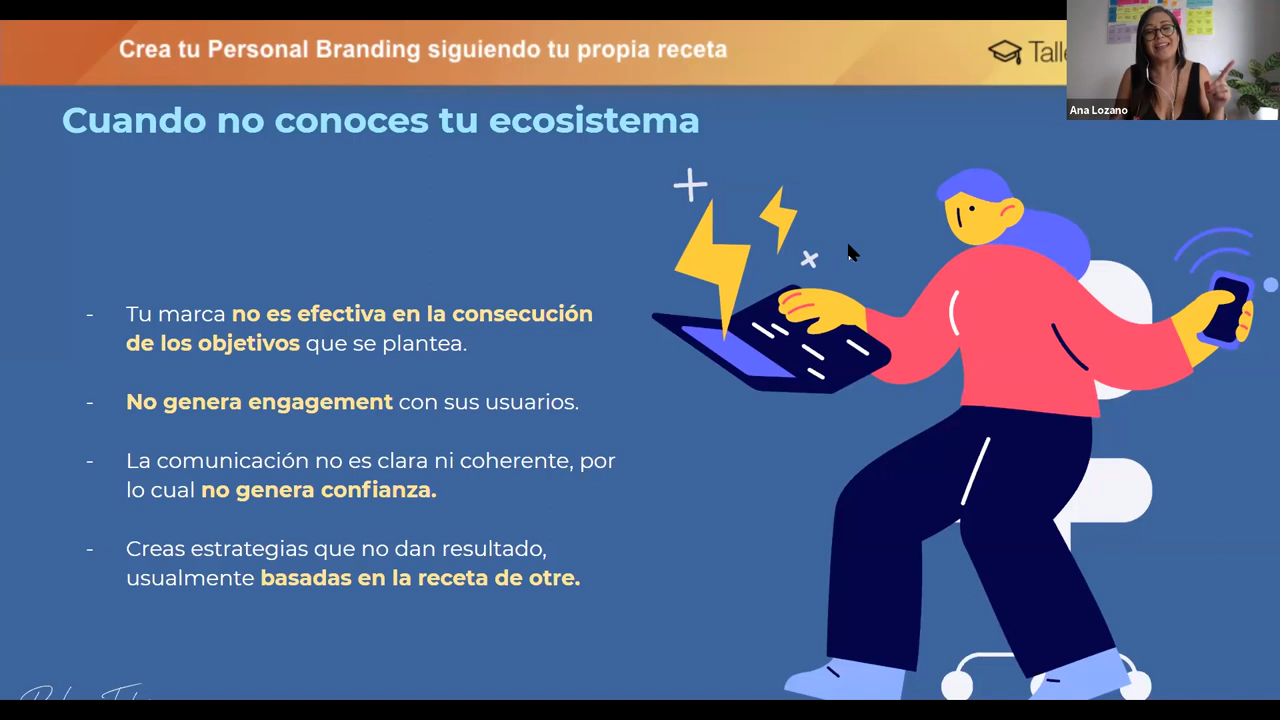 Crea tu Personal Branding siguiendo tu propia receta
Ana Lozano
Cuando no conoces tu ecosistema
- Tu marca no es efectiva en la consecución
de los objetivos que se plantea.
- No genera engagement con sus usuarios.
- La comunicación no es clara ni coherente, por
lo cual no genera confianza.
- Creas estrategias que no dan resultado,
usualmente basadas en la receta de otre.